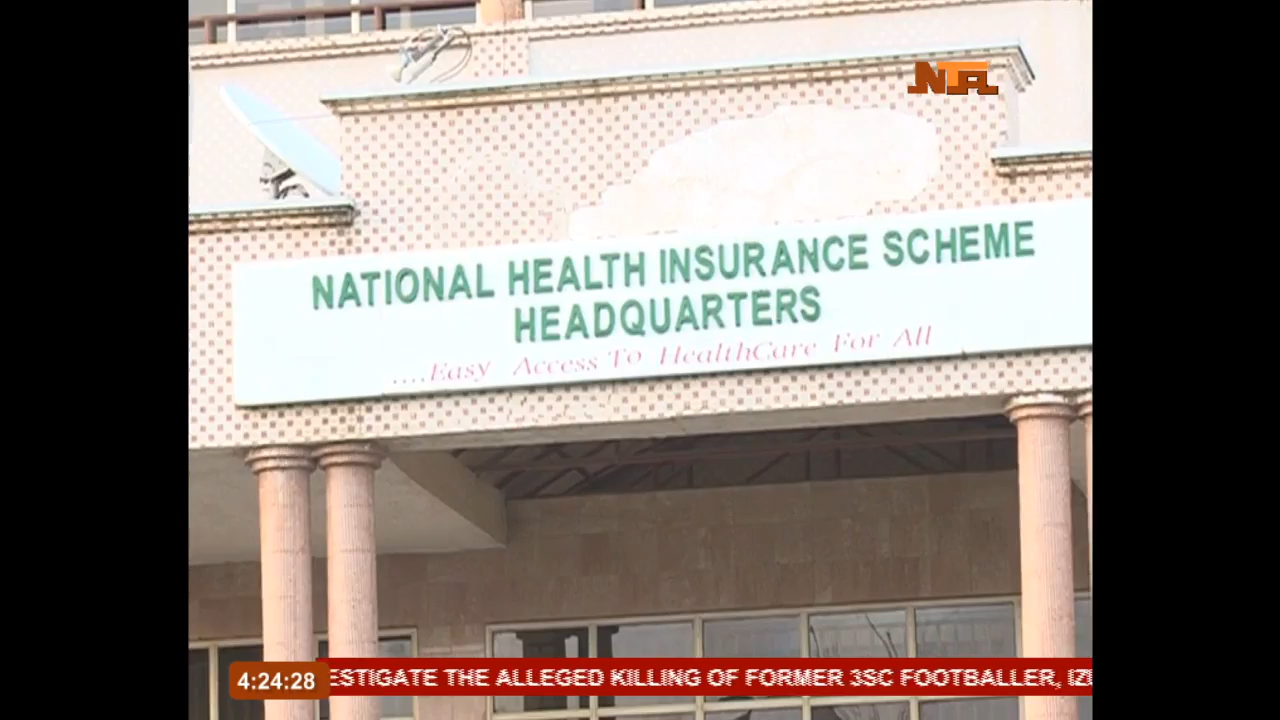 NTA
NATIONAL HEALTH INSURANCE SCHEME
HEADQUARTERS
....Easy Access To HealthCare For All
4:24:28
ESTIGATE THE ALLEGED KILLING OF FORMER 3SC FOOTBALLER, IZ